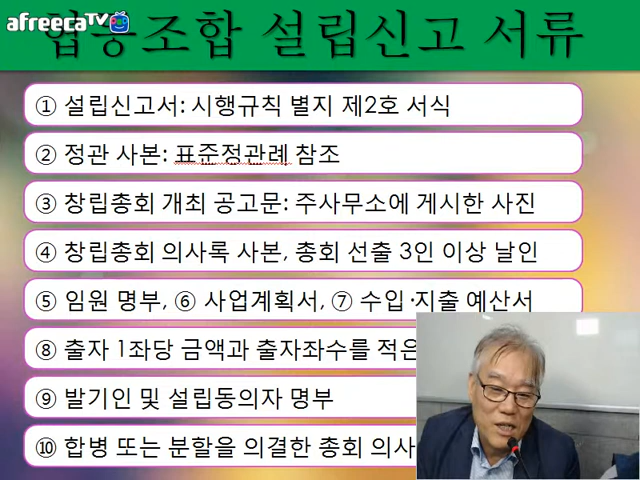 afreecaTV
협동조합 설립신고 서류
① 설립신고서: 시행규칙 별지 제2호 서식
② 정관 사본: 표준정관례 참조
③ 창립총회 개최 공고문: 주사무소에 게시한 사진
④ 창립총회 의사록 사본, 총회 선출 3인 이상 날인
⑤ 임원 명부, ⑥ 사업계획서, ⑦ 수입·지출 예산서
⑧ 출자 1좌당 금액과 출자좌수를 적은
⑨ 발기인 및 설립동의자 명부
⑩ 합병 또는 분할을 의결한 총회 의사